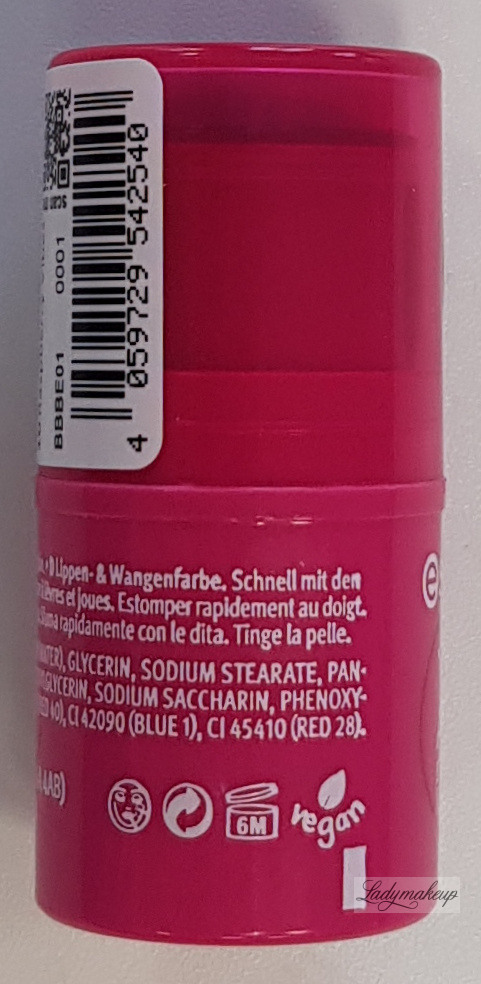 BBBE01 0001
4 059729 542540
D Lippen- & Wangenfarbe. Schnell mit den
lèvres et joues. Estomper rapidement au doigt.
rapidamente con le dita. Tinge la pelle.
GLYCERIN, SODIUM STEARATE, PAN-
SODIUM SACCHARIN, PHENOXY-
40), CI 42090 (BLUE 1), CI 45410 (RED 28).
4AB)
e
6M
vegan
Ladymakeup